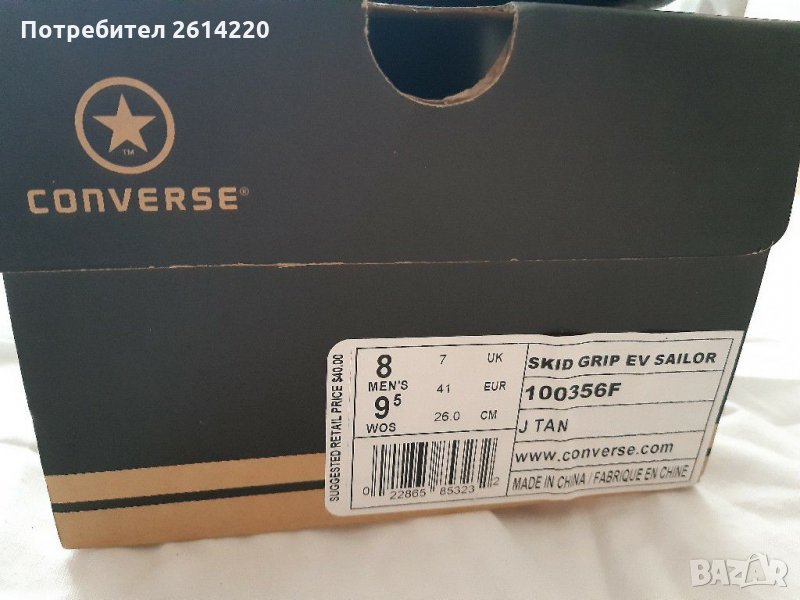 Потребител 2614220
TM
CONVERSE®
SUGGESTED RETAIL PRICE $40.00
8 7 UK
MEN'S
41 EUR
9⁵
WOS 26.0 CM
0 22865 85323 2
SKID GRIP EV SAILOR
100356F
J TAN
www.converse.com
MADE IN CHINA / FABRIQUE EN CHINE
BAZAR